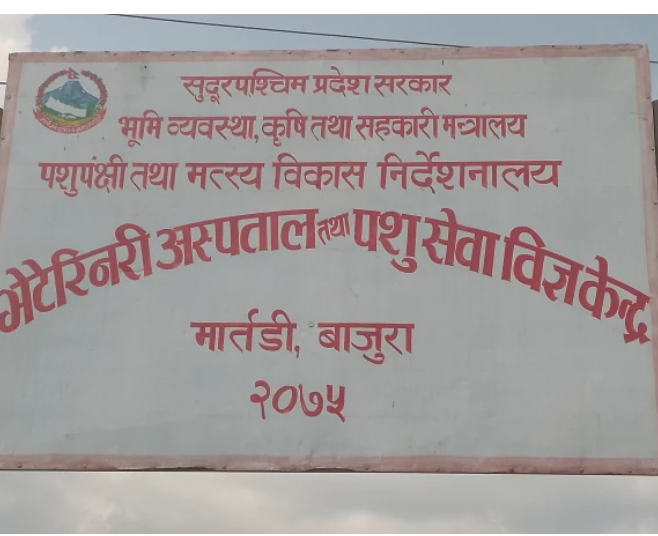 सुदूरपश्चिम प्रदेश सरकार
भूमि व्यवस्था, कृषि तथा सहकारी मन्त्रालय
पशुपंक्षी तथा मत्स्य विकास निर्देशनालय
भेटेरिनरी अस्पताल तथा पशु सेवा विज्ञ केन्द्र
मार्तडी, बाजुरा
२०७५